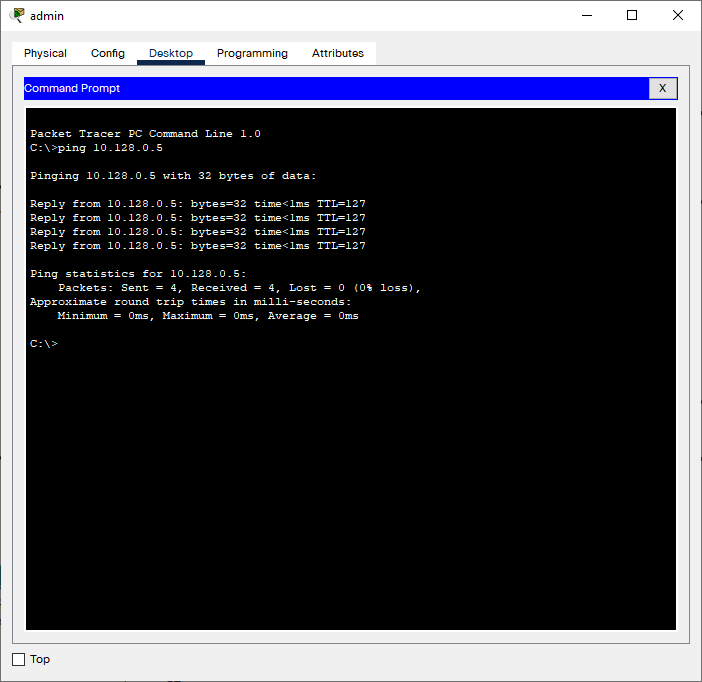 admin
Physical Config Desktop Programming Attributes
Command Prompt X
Packet Tracer PC Command Line 1.0
C:\>ping 10.128.0.5
Pinging 10.128.0.5 with 32 bytes of data:
Reply from 10.128.0.5: bytes=32 time<1ms TTL=127
Reply from 10.128.0.5: bytes=32 time<1ms TTL=127
Reply from 10.128.0.5: bytes=32 time<1ms TTL=127
Reply from 10.128.0.5: bytes=32 time<1ms TTL=127
Ping statistics for 10.128.0.5:
Packets: Sent = 4, Received = 4, Lost = 0 (0% loss),
Approximate round trip times in milli-seconds:
Minimum = 0ms, Maximum = 0ms, Average = 0ms
C:\>
Top